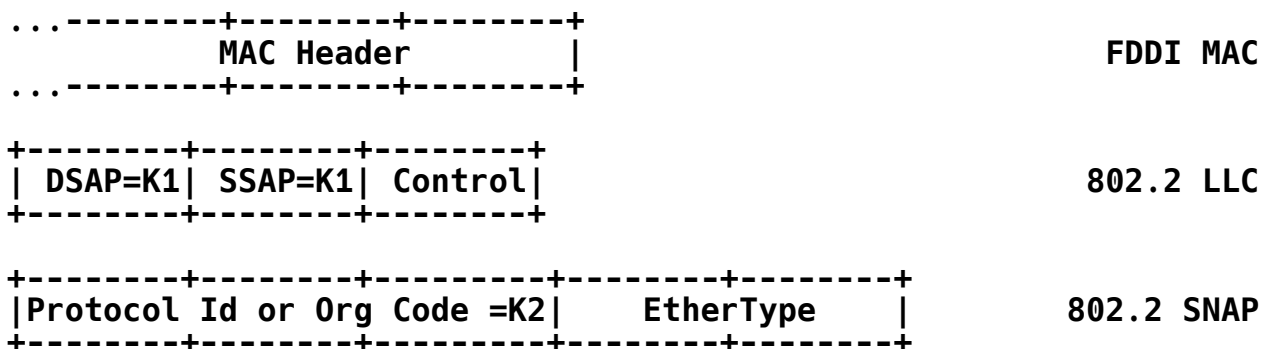 ...--------+--------+--------+
MAC Header | FDDI MAC
...--------+--------+--------+
+--------+--------+--------+
| DSAP=K1| SSAP=K1| Control| 802.2 LLC
+--------+--------+--------+
+--------+--------+---------+--------+--------+
|Protocol Id or Org Code =K2| EtherType | 802.2 SNAP
+--------+--------+---------+--------+--------+